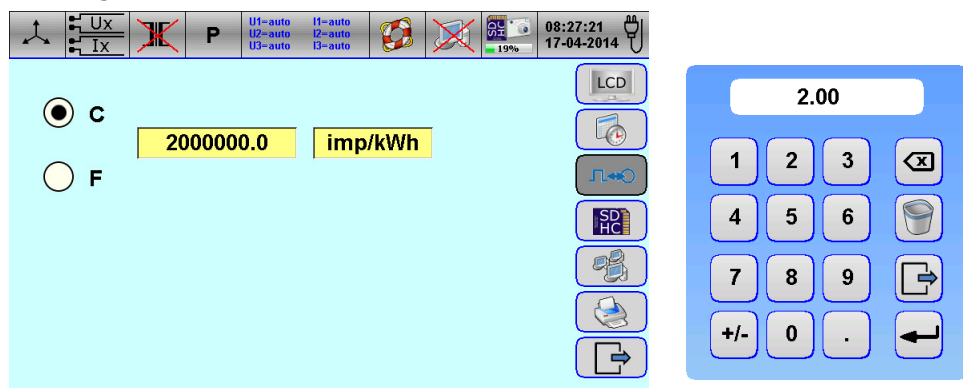 Ux
Ix
P
U1=auto I1=auto
U2=auto I2=auto
U3=auto I3=auto
SD
HC
19%
08:27:21
17-04-2014
LCD
C
2000000.0 imp/kWh
F
SD
HC
2.00
1 2 3 x
4 5 6
7 8 9
+/- 0 .